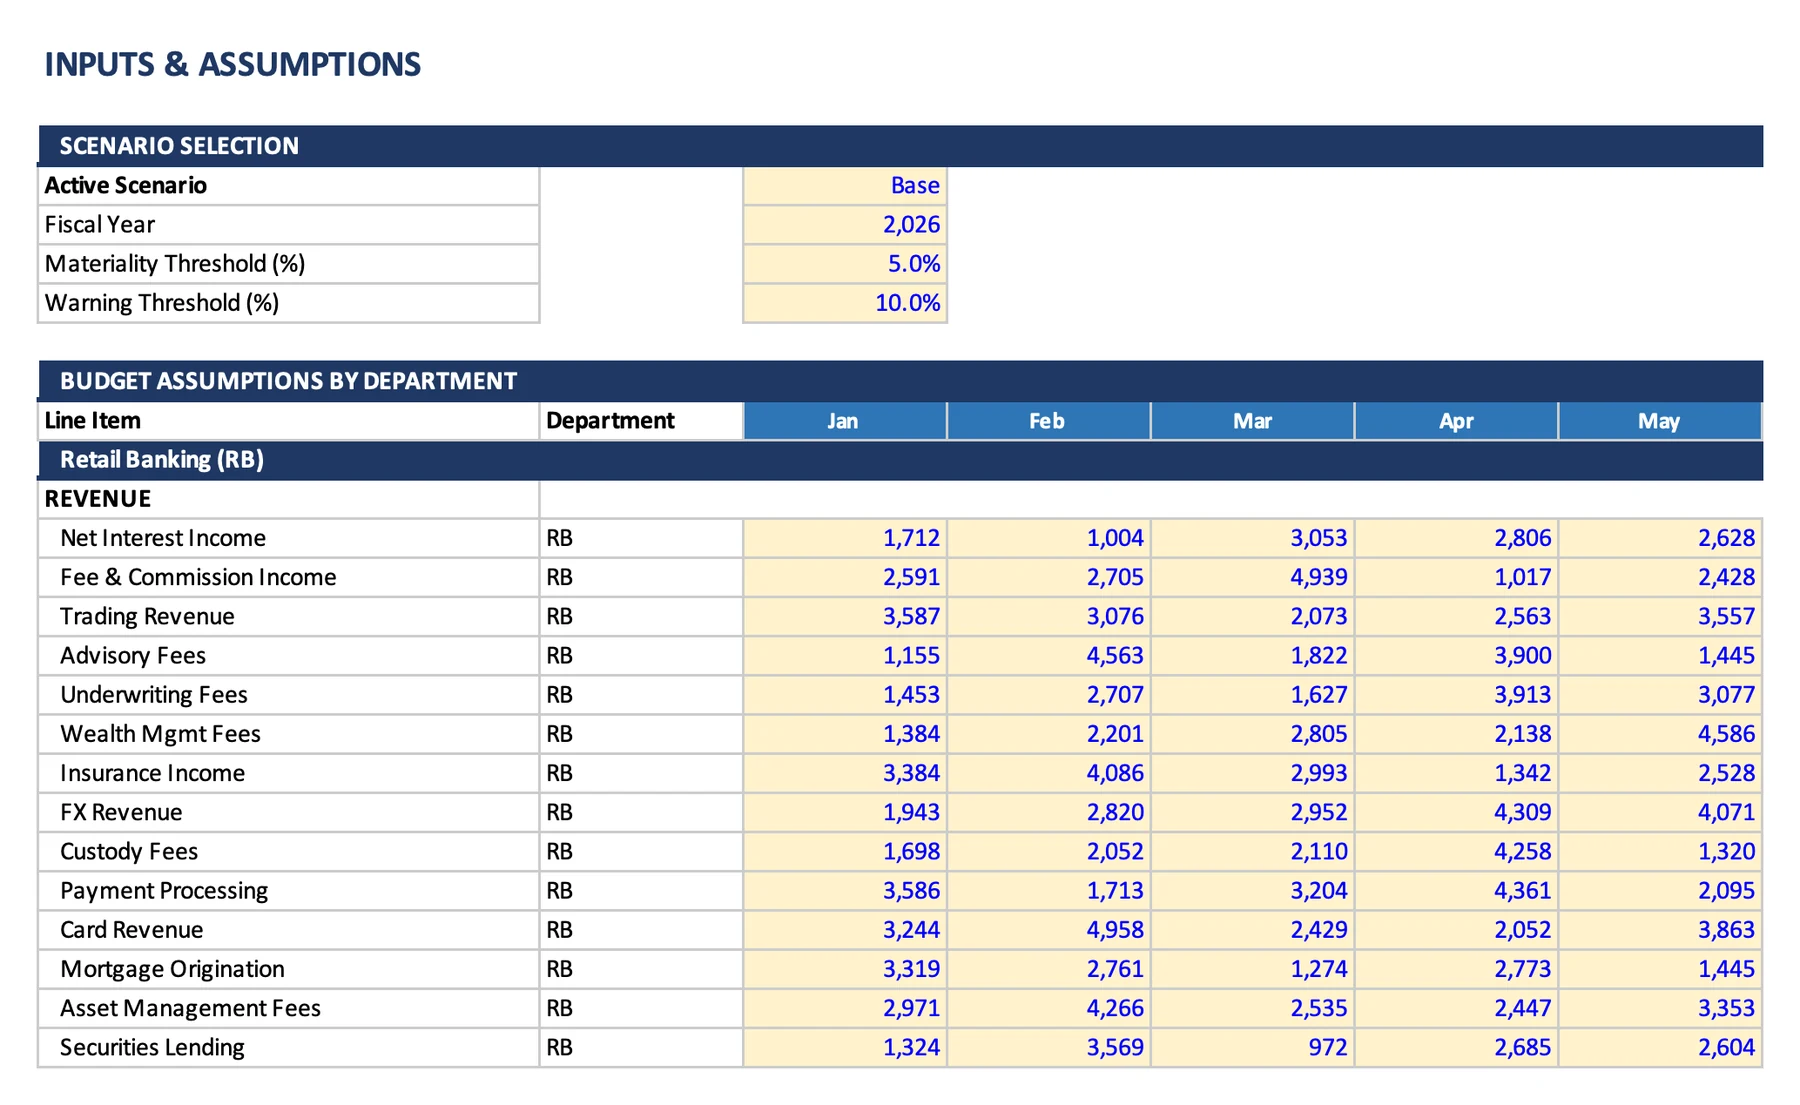 INPUTS & ASSUMPTIONS
SCENARIO SELECTION
Active Scenario Base
Fiscal Year 2,026
Materiality Threshold (%) 5.0%
Warning Threshold (%) 10.0%
BUDGET ASSUMPTIONS BY DEPARTMENT
Line Item Department Jan Feb Mar Apr May
Retail Banking (RB)
REVENUE
Net Interest Income RB 1,712 1,004 3,053 2,806 2,628
Fee & Commission Income RB 2,591 2,705 4,939 1,017 2,428
Trading Revenue RB 3,587 3,076 2,073 2,563 3,557
Advisory Fees RB 1,155 4,563 1,822 3,900 1,445
Underwriting Fees RB 1,453 2,707 1,627 3,913 3,077
Wealth Mgmt Fees RB 1,384 2,201 2,805 2,138 4,586
Insurance Income RB 3,384 4,086 2,993 1,342 2,528
FX Revenue RB 1,943 2,820 2,952 4,309 4,071
Custody Fees RB 1,698 2,052 2,110 4,258 1,320
Payment Processing RB 3,586 1,713 3,204 4,361 2,095
Card Revenue RB 3,244 4,958 2,429 2,052 3,863
Mortgage Origination RB 3,319 2,761 1,274 2,773 1,445
Asset Management Fees RB 2,971 4,266 2,535 2,447 3,353
Securities Lending RB 1,324 3,569 972 2,685 2,604